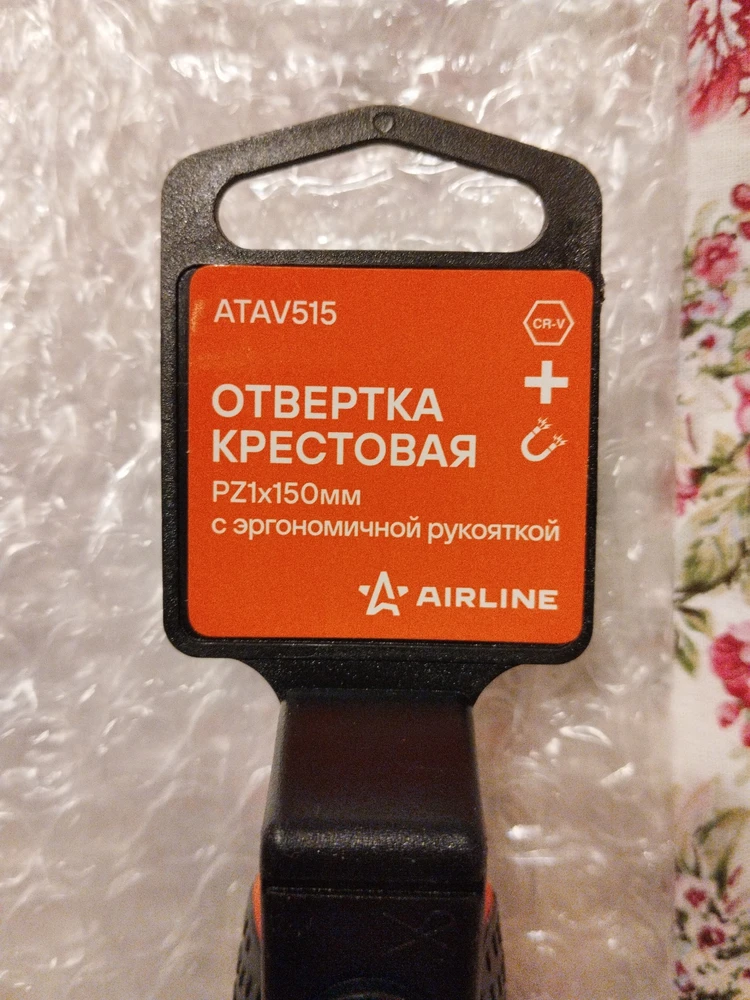 ATAV515
CR-V
ОТВЕРТКА
КРЕСТОВАЯ
PZ1x150мм
с эргономичной рукояткой
AIRLINE